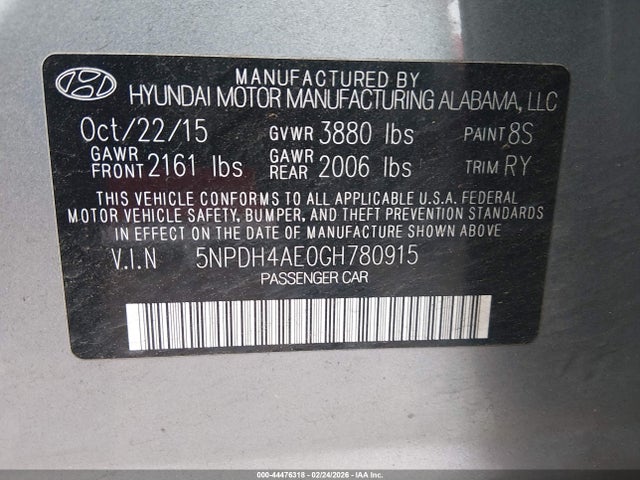 MANUFACTURED BY
HYUNDAI MOTOR MANUFACTURING ALABAMA, LLC
Oct/22/15 GVWR 3880 lbs PAINT 8S
GAWR FRONT 2161 lbs GAWR REAR 2006 lbs TRIM RY
THIS VEHICLE CONFORMS TO ALL APPLICABLE U.S.A. FEDERAL
MOTOR VEHICLE SAFETY, BUMPER, AND THEFT PREVENTION STANDARDS
IN EFFECT ON THE DATE OF MANUFACTURE SHOWN ABOVE
V.I.N 5NPDH4AE0GH780915
PASSENGER CAR
000-44476318 - 02/24/2026 - IAA Inc.